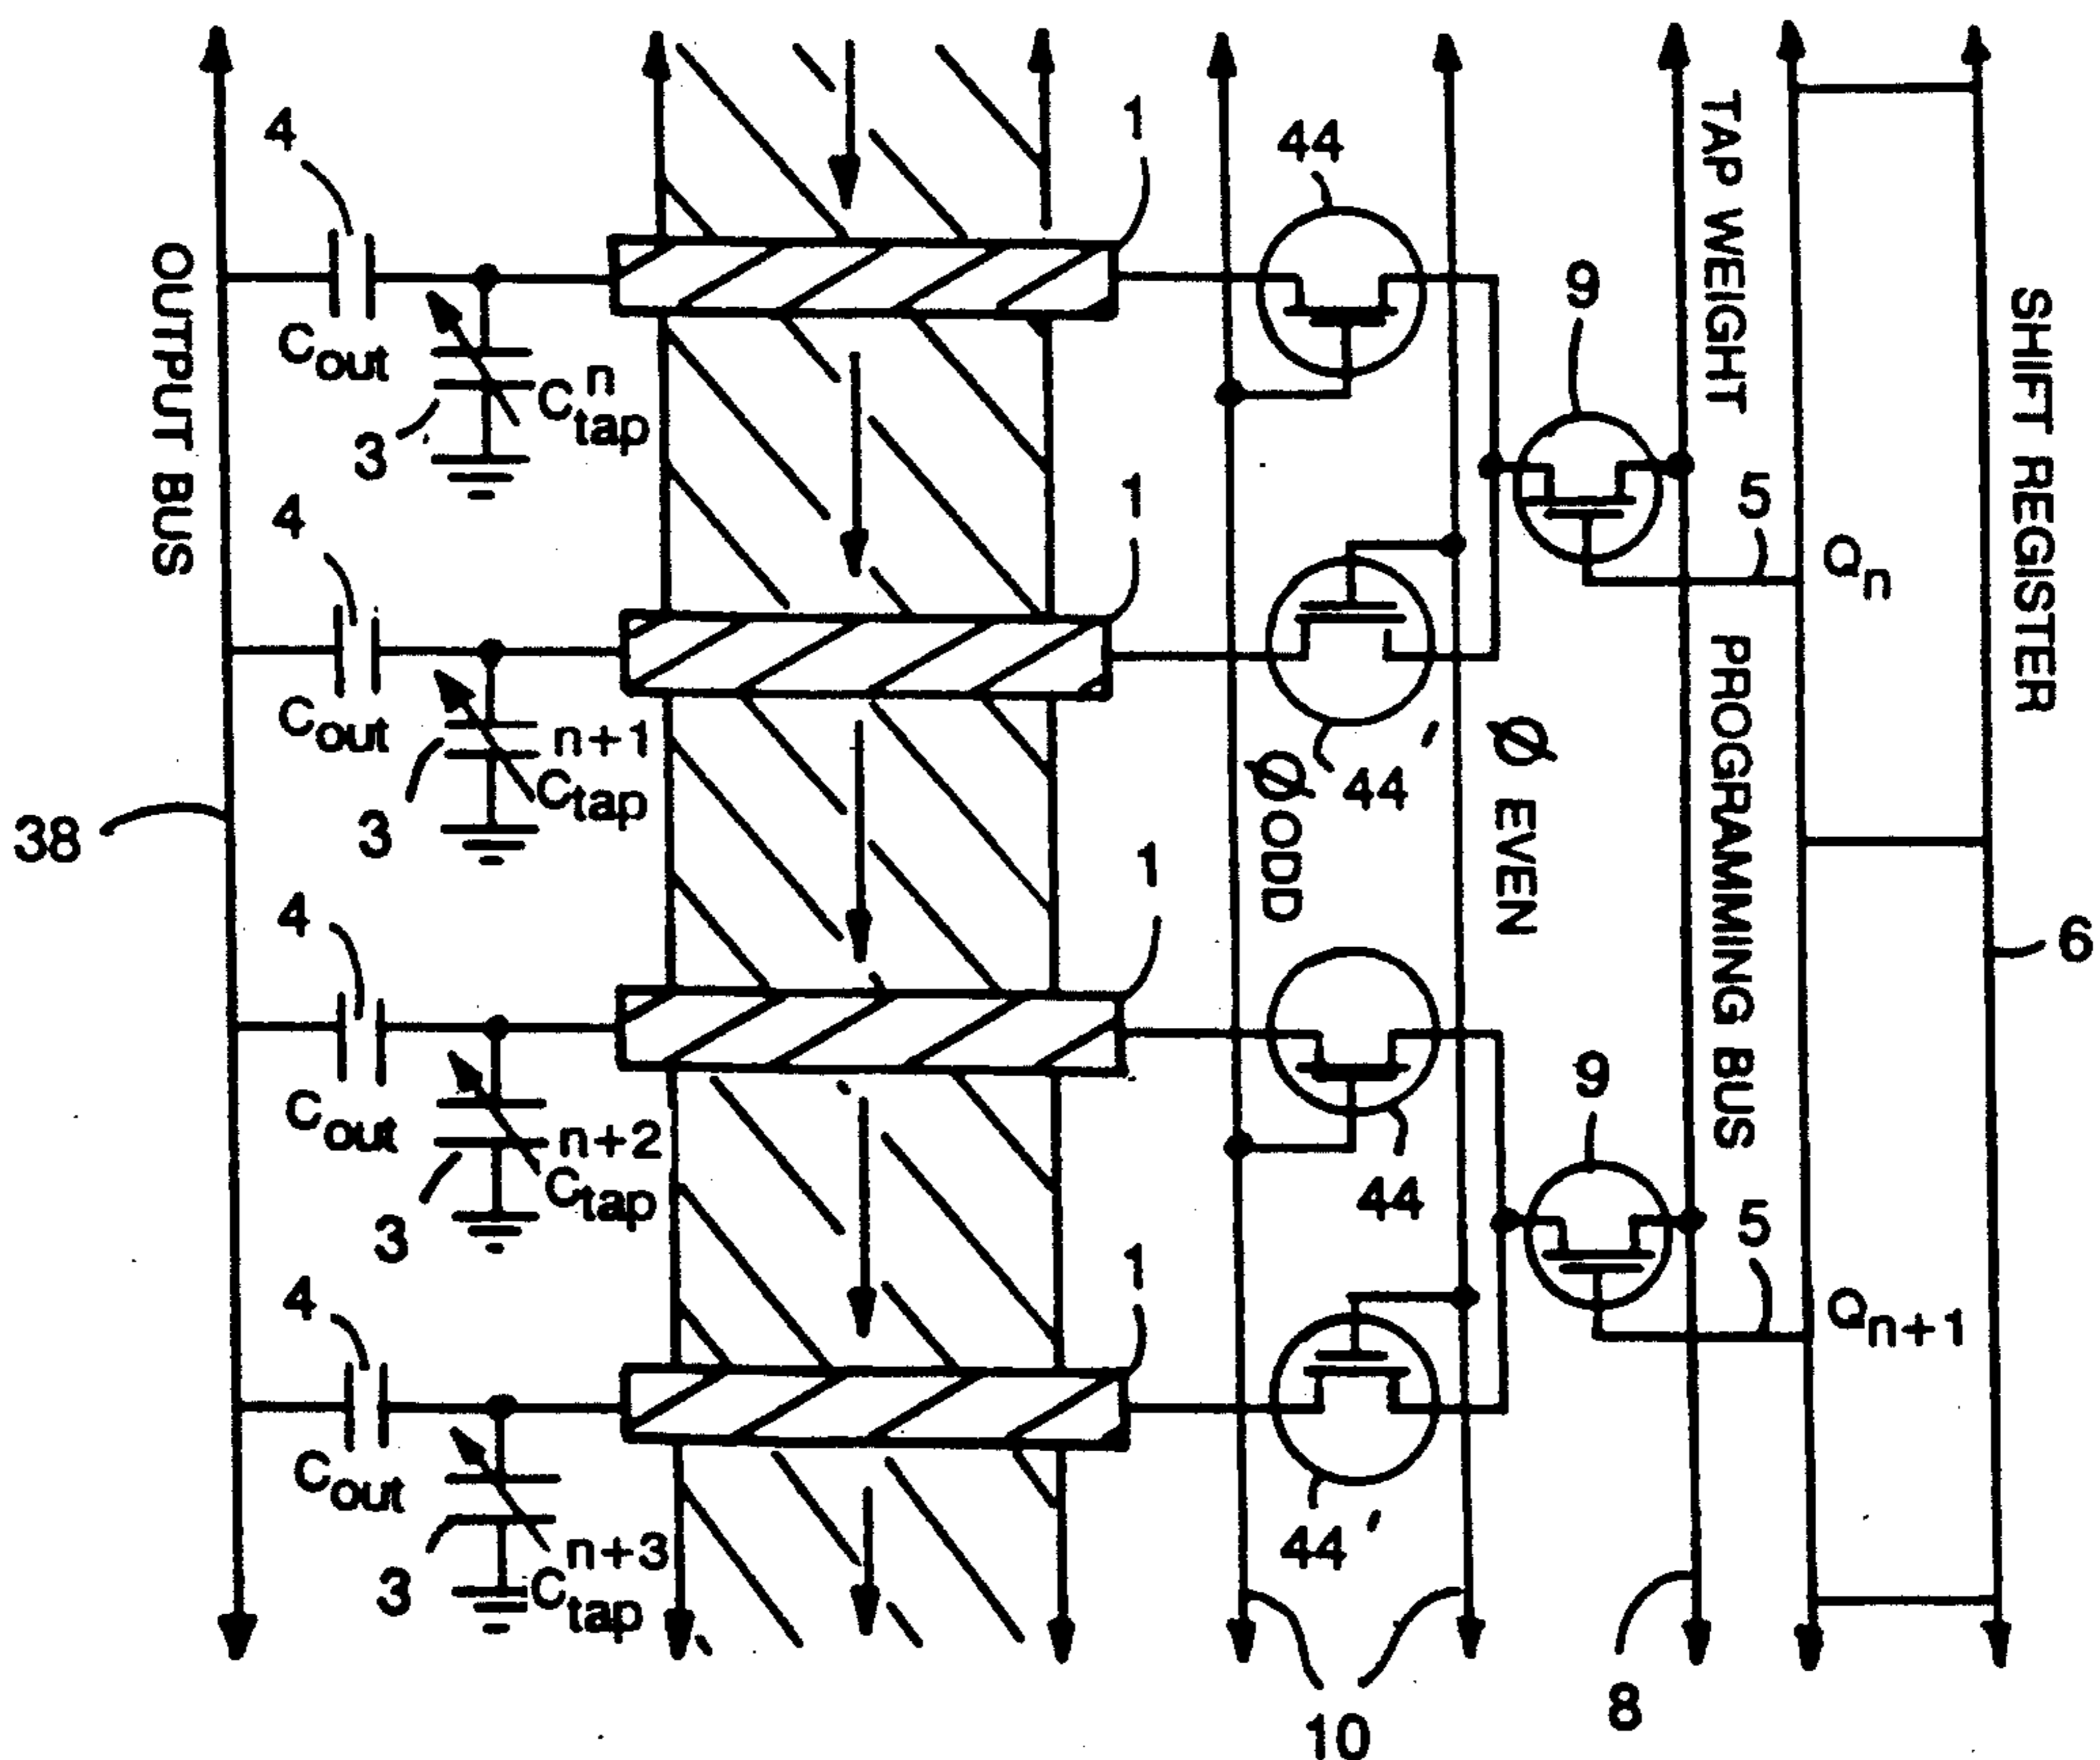 4
1
44
TAP WEIGHT
9
OUTPUT BUS
Cout
C n tap
3
SHIFT REGISTER
5
Qn
4
1
Cout
n+1
Ctap
3
44'
Ø ODD
Ø EVEN
PROGRAMMING BUS
38
6
4
1
Cout
n+2
Ctap
3
44
9
5
Qn+1
4
1
Cout
n+3
Ctap
3
44'
10
8